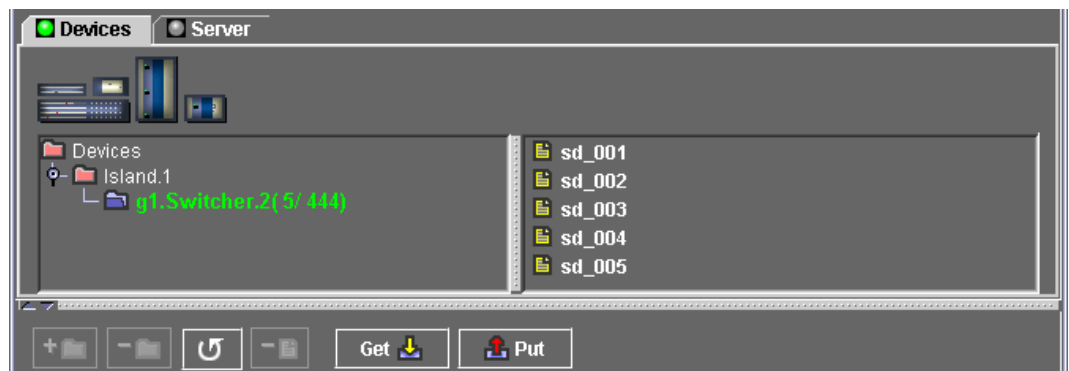 Devices Server
Devices
Island.1
g1.Switcher.2( 5/ 444)
sd_001
sd_002
sd_003
sd_004
sd_005
Get Put